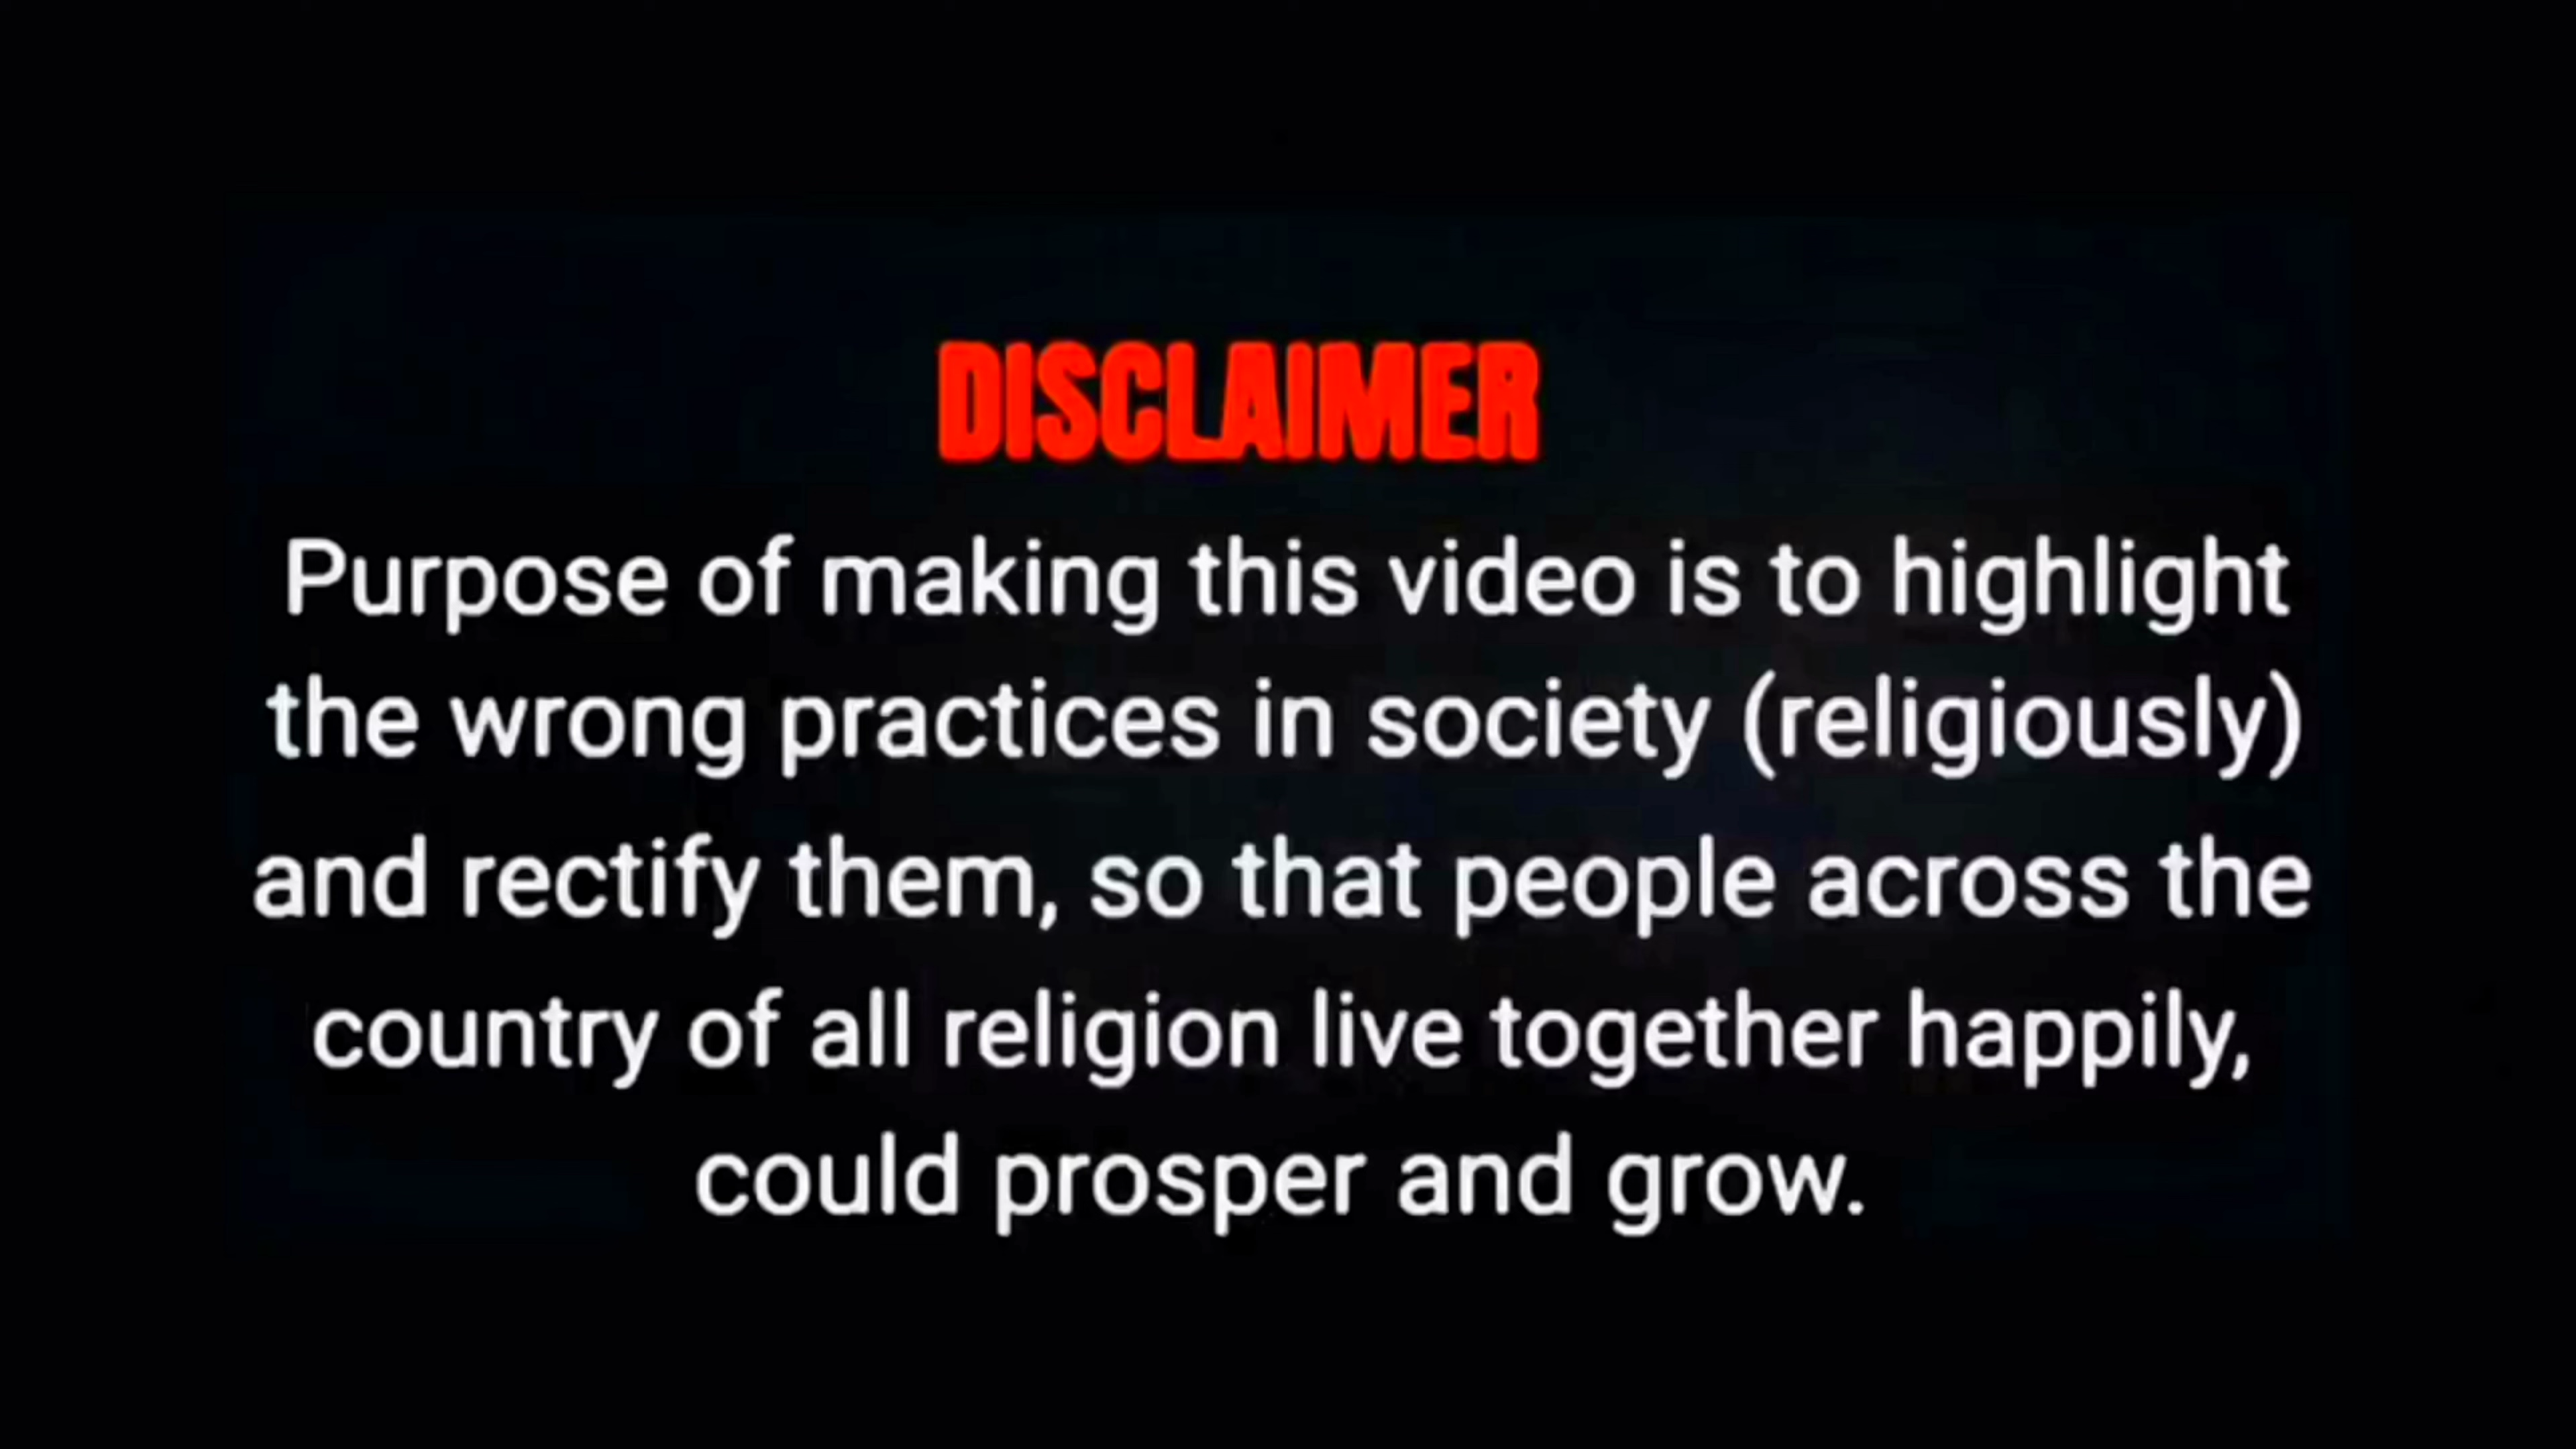 DISCLAIMER
Purpose of making this video is to highlight
the wrong practices in society (religiously)
and rectify them, so that people across the
country of all religion live together happily,
could prosper and grow.